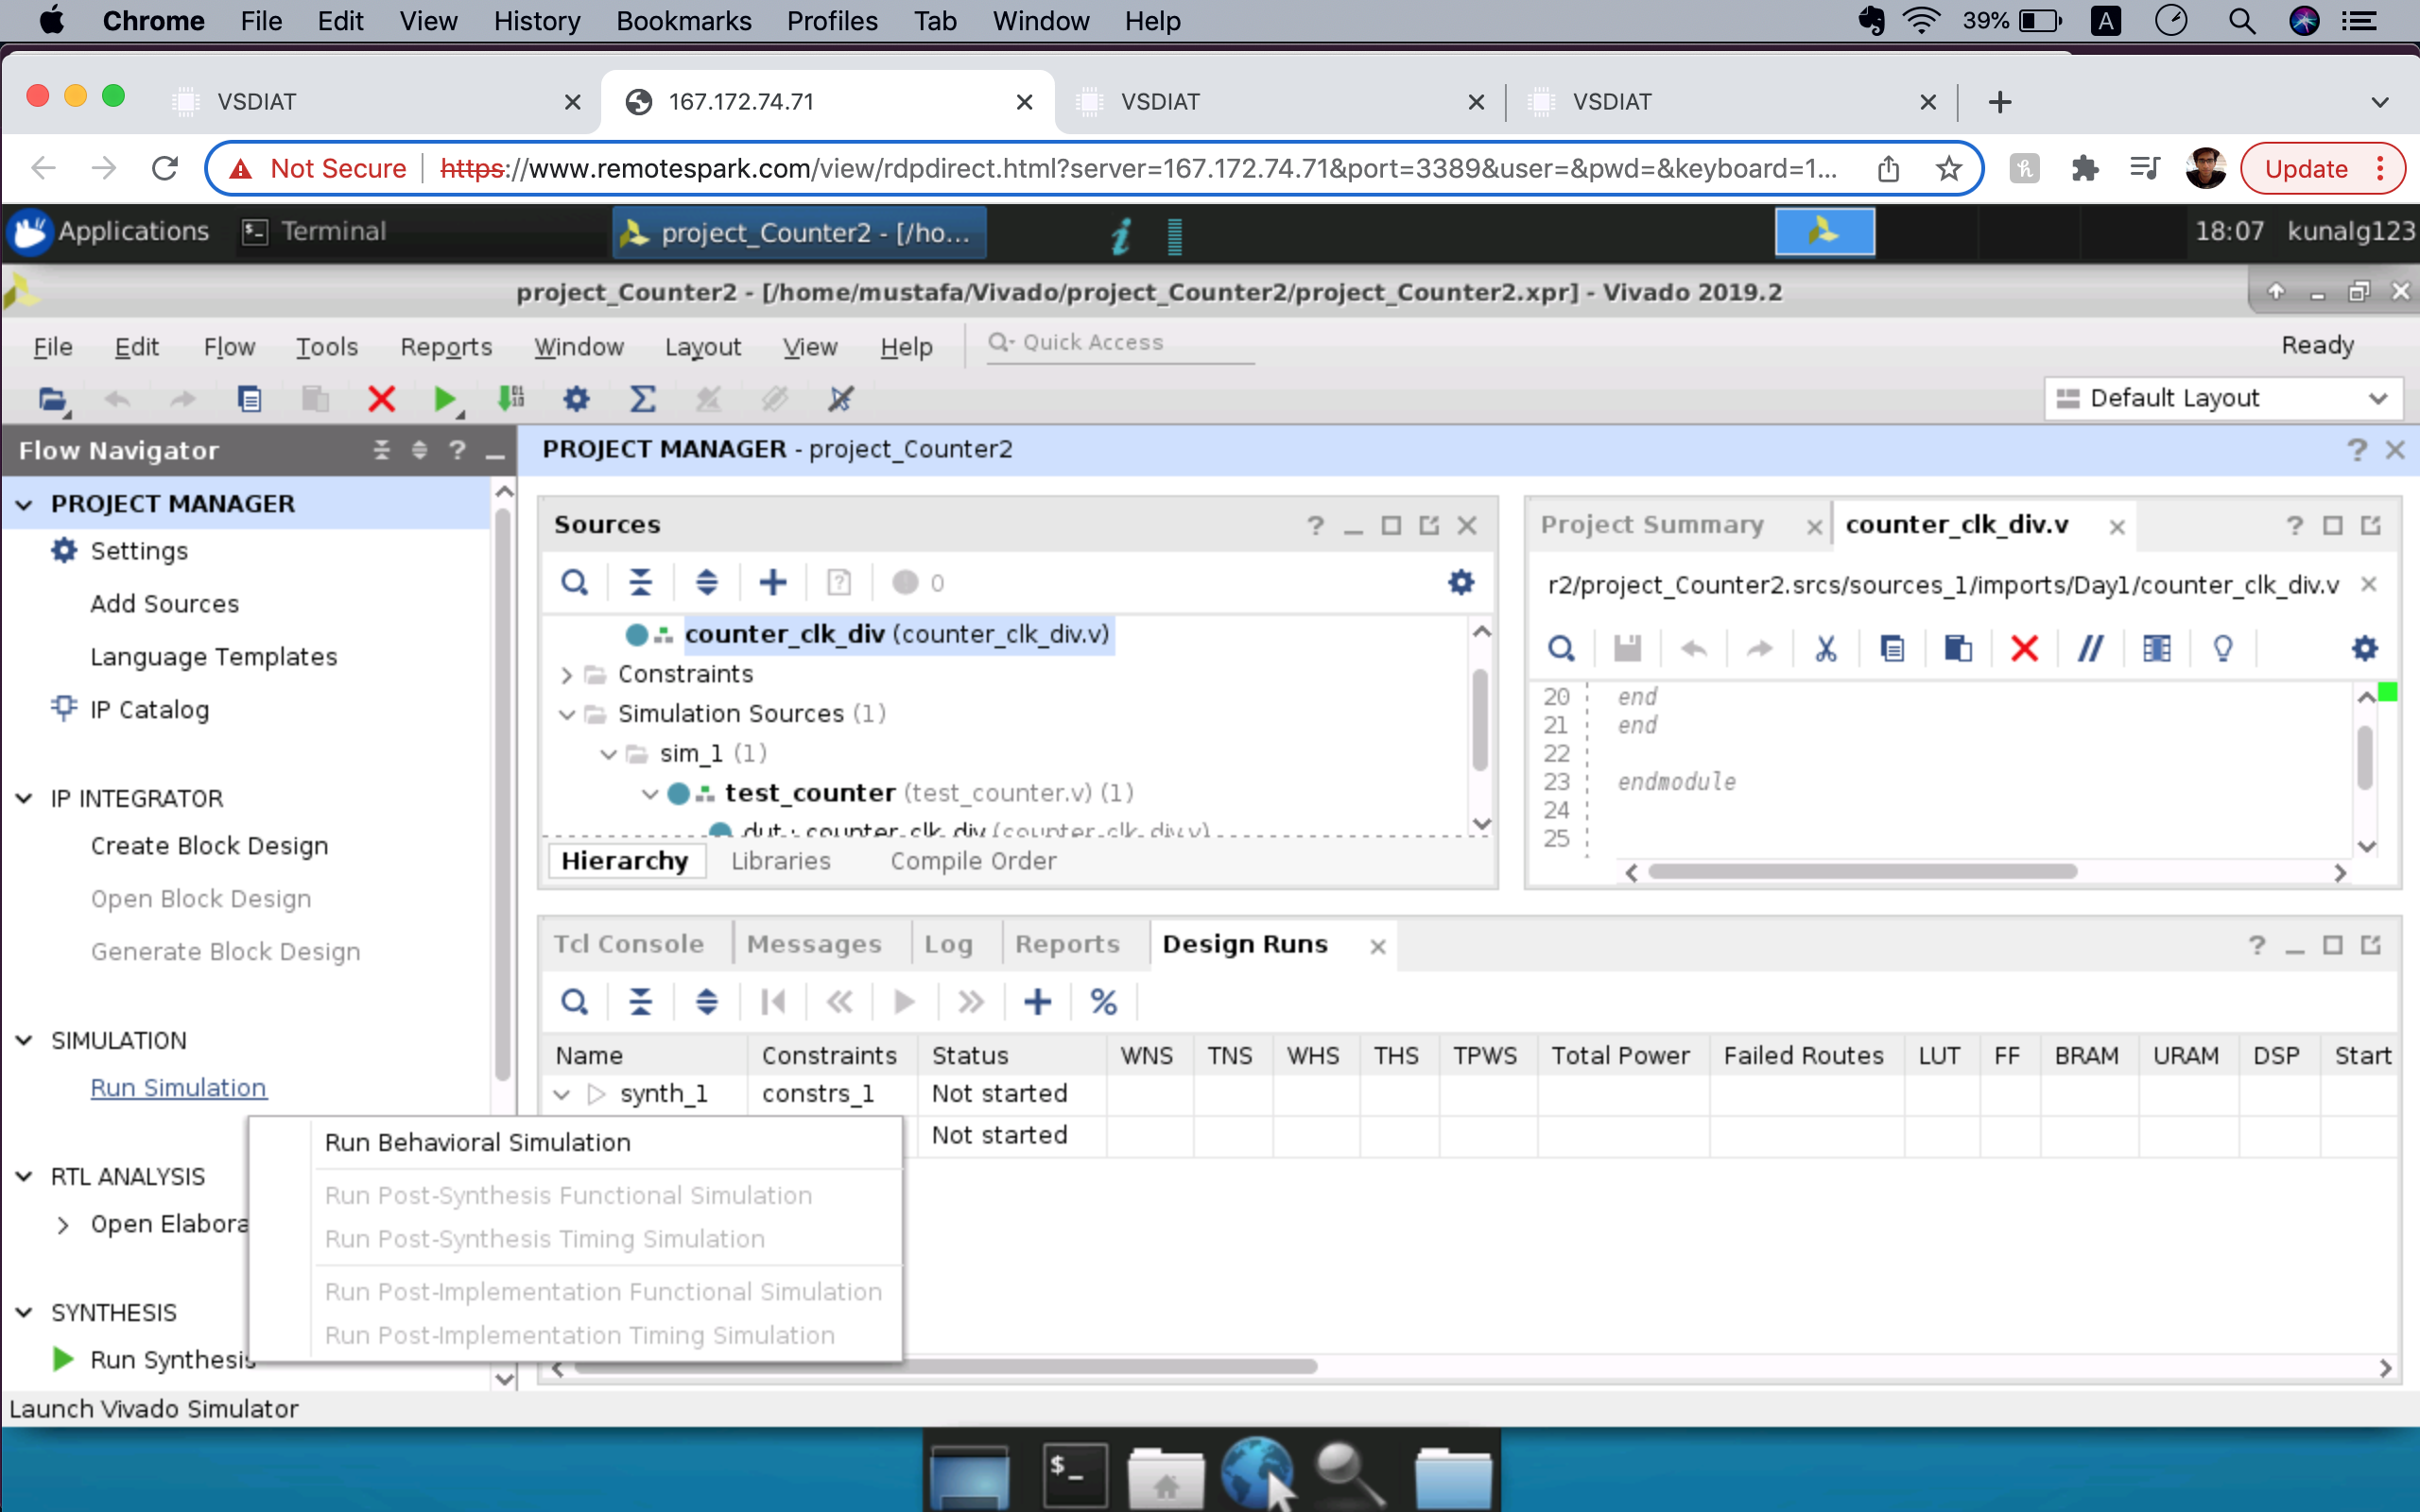 Chrome File Edit View History Bookmarks Profiles Tab Window Help 39% A
VSDIAT 167.172.74.71 VSDIAT VSDIAT
Not Secure https://www.remotespark.com/view/rdpdirect.html?server=167.172.74.71&port=3389&user=&pwd=&keyboard=1... h Update
Applications Terminal project_Counter2 - [/ho... i 18:07 kunalg123
project_Counter2 - [/home/mustafa/Vivado/project_Counter2/project_Counter2.xpr] - Vivado 2019.2
File Edit Flow Tools Reports Window Layout View Help Quick Access Ready
Default Layout
Flow Navigator
PROJECT MANAGER - project_Counter2
PROJECT MANAGER
Settings
Add Sources
Language Templates
IP Catalog
IP INTEGRATOR
Create Block Design
Open Block Design
Generate Block Design
SIMULATION
Run Simulation
RTL ANALYSIS
Open Elabora
SYNTHESIS
Run Synthesis
Sources
0
counter_clk_div (counter_clk_div.v)
Constraints
Simulation Sources (1)
sim_1 (1)
test_counter (test_counter.v) (1)
dut : counter_clk_div (counter_clk_div.v)
Hierarchy Libraries Compile Order
Project Summary counter_clk_div.v
r2/project_Counter2.srcs/sources_1/imports/Day1/counter_clk_div.v
20 end
21 end
22
23 endmodule
24
25
Tcl Console Messages Log Reports Design Runs
Name Constraints Status WNS TNS WHS THS TPWS Total Power Failed Routes LUT FF BRAM URAM DSP Start
synth_1 constrs_1 Not started
Not started
Run Behavioral Simulation
Run Post-Synthesis Functional Simulation
Run Post-Synthesis Timing Simulation
Run Post-Implementation Functional Simulation
Run Post-Implementation Timing Simulation
Launch Vivado Simulator
$_